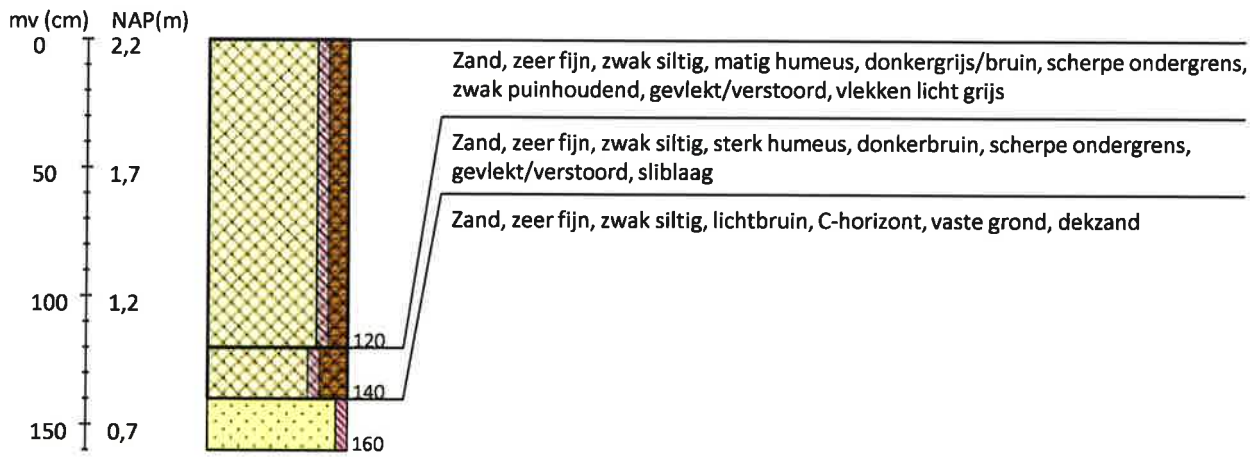 mv (cm) NAP(m)
0 2,2
Zand, zeer fijn, zwak siltig, matig humeus, donkergrijs/bruin, scherpe ondergrens,
zwak puinhoudend, gevlekt/verstoord, vlekken licht grijs
Zand, zeer fijn, zwak siltig, sterk humeus, donkerbruin, scherpe ondergrens,
gevlekt/verstoord, sliblaag
50 1,7
Zand, zeer fijn, zwak siltig, lichtbruin, C-horizont, vaste grond, dekzand
100 1,2
120
140
150 0,7
160